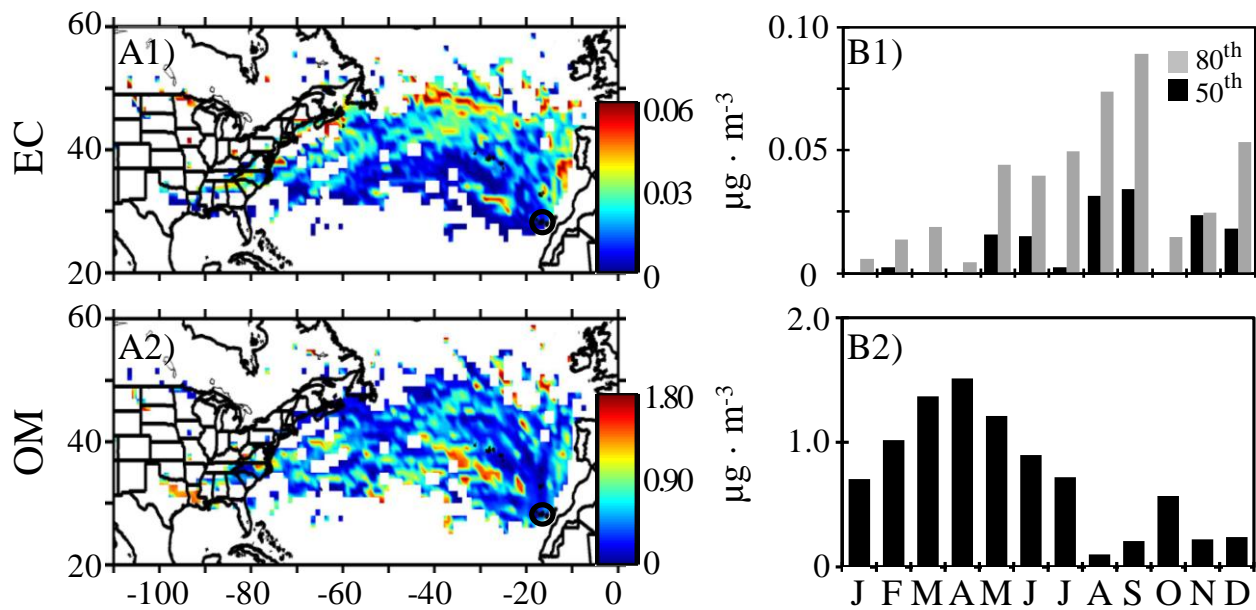 60
A1)
EC
40
20
0.06
0.03
0
B1)
80th
50th
0.10
0.05
0
µg · m-3
60
A2)
OM
40
20
-100 -80 -60 -40 -20 0
1.80
0.90
0
B2)
2.0
1.0
0
µg · m-3
J F M A M J J A S O N D